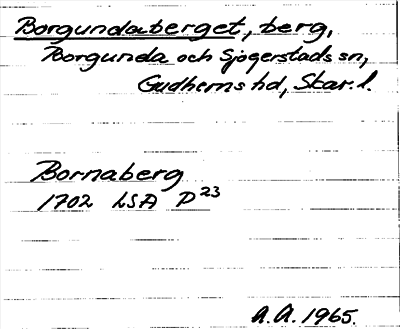 Borgundaberget, berg,
Borgunda och Sjogerstads sn,
Gudhems hd, Skar. l.
Bornaberg
1702 LSA P23
A.A. 1965.